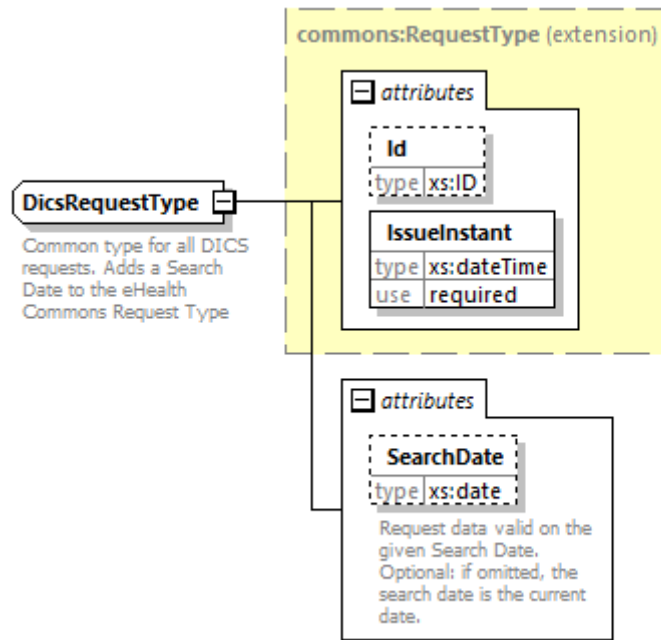 commons:RequestType (extension)
attributes
Id
type xs:ID
IssueInstant
type xs:dateTime
use required
DicsRequestType
Common type for all DICS
requests. Adds a Search
Date to the eHealth
Commons Request Type
attributes
SearchDate
type xs:date
Request data valid on the
given Search Date.
Optional: if omitted, the
search date is the current
date.